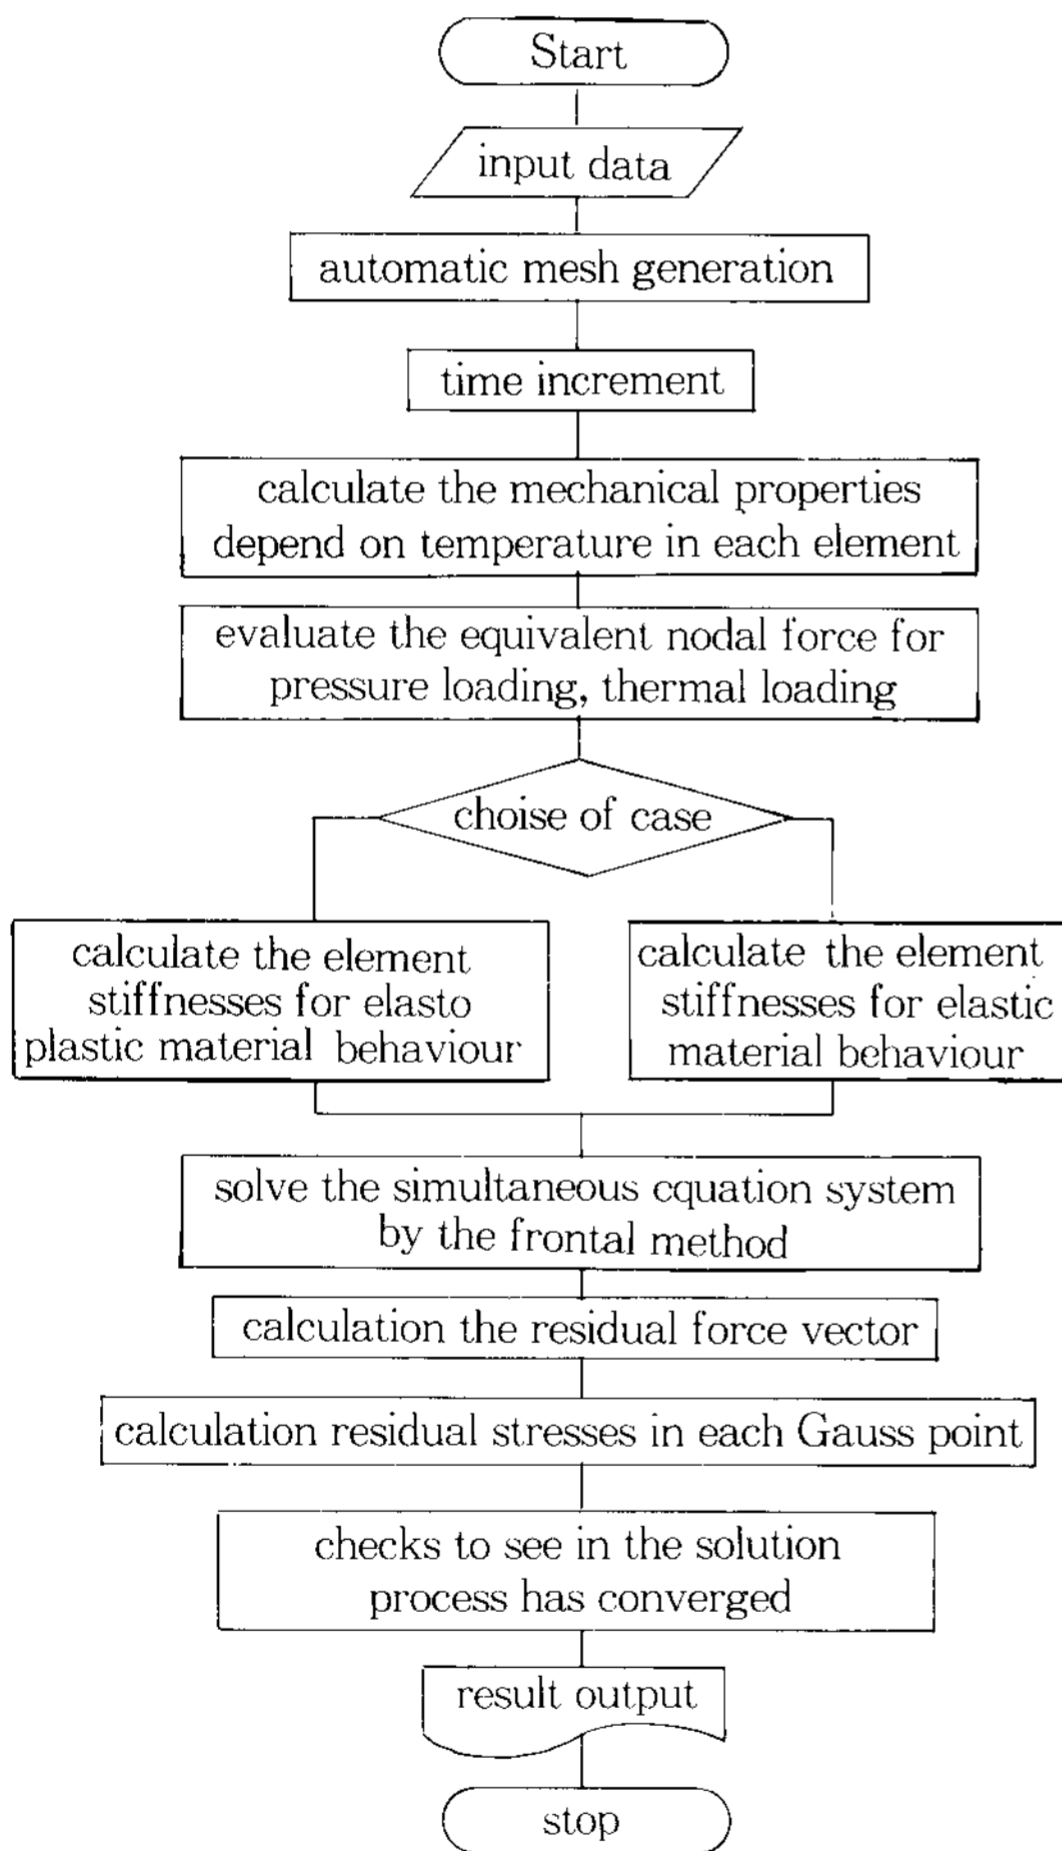 Start
input data
automatic mesh generation
time increment
calculate the mechanical properties
depend on temperature in each element
evaluate the equivalent nodal force for
pressure loading, thermal loading
choise of case
calculate the element
stiffnesses for elasto
plastic material behaviour
calculate the element
stiffnesses for elastic
material behaviour
solve the simultaneous cquation system
by the frontal method
calculation the residual force vector
calculation residual stresses in each Gauss point
checks to see in the solution
process has converged
result output
stop